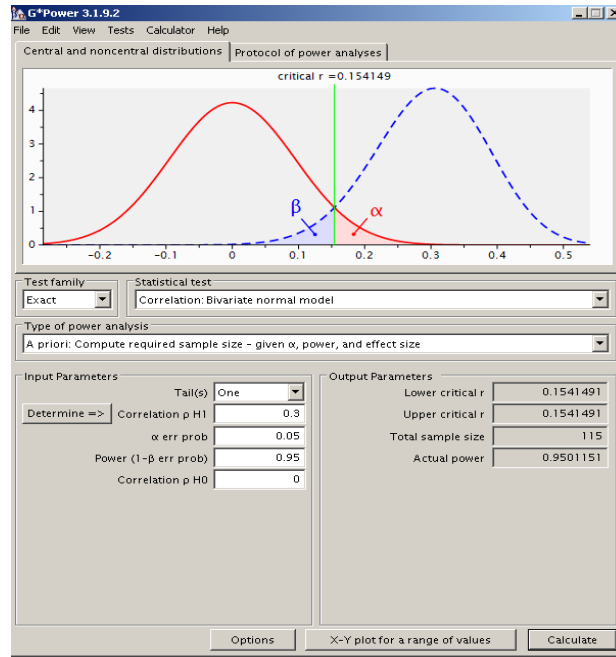 G*Power 3.1.9.2
File Edit View Tests Calculator Help
Central and noncentral distributions Protocol of power analyses
critical r =0.154149
4
3
2
1
0
β α
-0.2 -0.1 0 0.1 0.2 0.3 0.4 0.5
Test family Statistical test
Exact Correlation: Bivariate normal model
Type of power analysis
A priori: Compute required sample size - given α, power, and effect size
Input Parameters Output Parameters
Tail(s) One Lower critical r 0.1541491
Determine => Correlation ρ H1 0.3 Upper critical r 0.1541491
α err prob 0.05 Total sample size 115
Power (1-β err prob) 0.95 Actual power 0.9501151
Correlation ρ H0 0
Options X-Y plot for a range of values Calculate